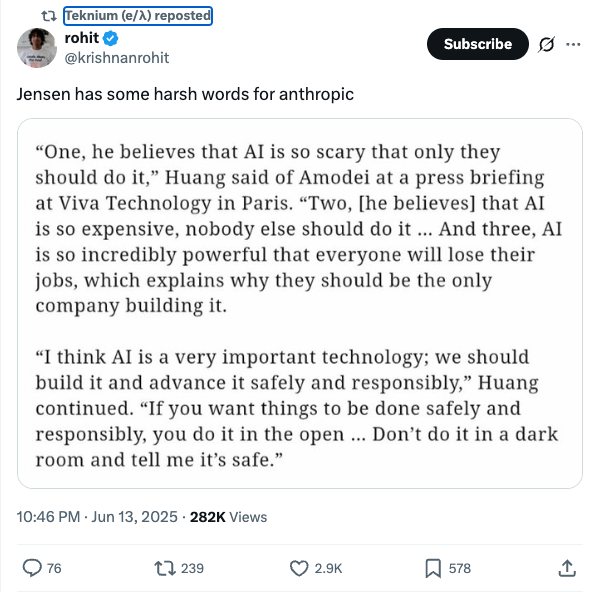 Teknium (e/λ) reposted
rohit
@krishnanrohit
Subscribe
Jensen has some harsh words for anthropic
“One, he believes that AI is so scary that only they
should do it,” Huang said of Amodei at a press briefing
at Viva Technology in Paris. “Two, [he believes] that AI
is so expensive, nobody else should do it ... And three, AI
is so incredibly powerful that everyone will lose their
jobs, which explains why they should be the only
company building it.
“I think AI is a very important technology; we should
build it and advance it safely and responsibly,” Huang
continued. “If you want things to be done safely and
responsibly, you do it in the open ... Don’t do it in a dark
room and tell me it’s safe.”
10:46 PM · Jun 13, 2025 · 282K Views
76 239 2.9K 578